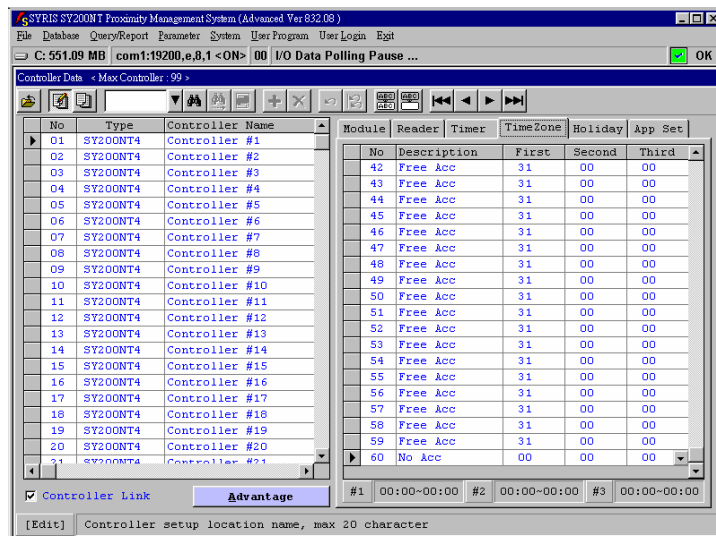 SYRIS SY200NT Proximity Management System (Advanced Ver 832.08 )
File Database Query/Report Parameter System User Program User Login Exit
C: 551.09 MB com1:19200,e,8,1 <ON> 00 I/O Data Polling Pause ... OK
Controller Data < Max Controller : 99 >
Module Reader Timer TimeZone Holiday App Set
No Type Controller Name
01 SY200NT4 Controller #1
02 SY200NT4 Controller #2
03 SY200NT4 Controller #3
04 SY200NT4 Controller #4
05 SY200NT4 Controller #5
06 SY200NT4 Controller #6
07 SY200NT4 Controller #7
08 SY200NT4 Controller #8
09 SY200NT4 Controller #9
10 SY200NT4 Controller #10
11 SY200NT4 Controller #11
12 SY200NT4 Controller #12
13 SY200NT4 Controller #13
14 SY200NT4 Controller #14
15 SY200NT4 Controller #15
16 SY200NT4 Controller #16
17 SY200NT4 Controller #17
18 SY200NT4 Controller #18
19 SY200NT4 Controller #19
20 SY200NT4 Controller #20
21 SY200NT4 Controller #21
No Description First Second Third
42 Free Acc 31 00 00
43 Free Acc 31 00 00
44 Free Acc 31 00 00
45 Free Acc 31 00 00
46 Free Acc 31 00 00
47 Free Acc 31 00 00
48 Free Acc 31 00 00
49 Free Acc 31 00 00
50 Free Acc 31 00 00
51 Free Acc 31 00 00
52 Free Acc 31 00 00
53 Free Acc 31 00 00
54 Free Acc 31 00 00
55 Free Acc 31 00 00
56 Free Acc 31 00 00
57 Free Acc 31 00 00
58 Free Acc 31 00 00
59 Free Acc 31 00 00
60 No Acc 00 00 00
Controller Link Advantage
#1 00:00~00:00 #2 00:00~00:00 #3 00:00~00:00
[Edit] Controller setup location name, max 20 character